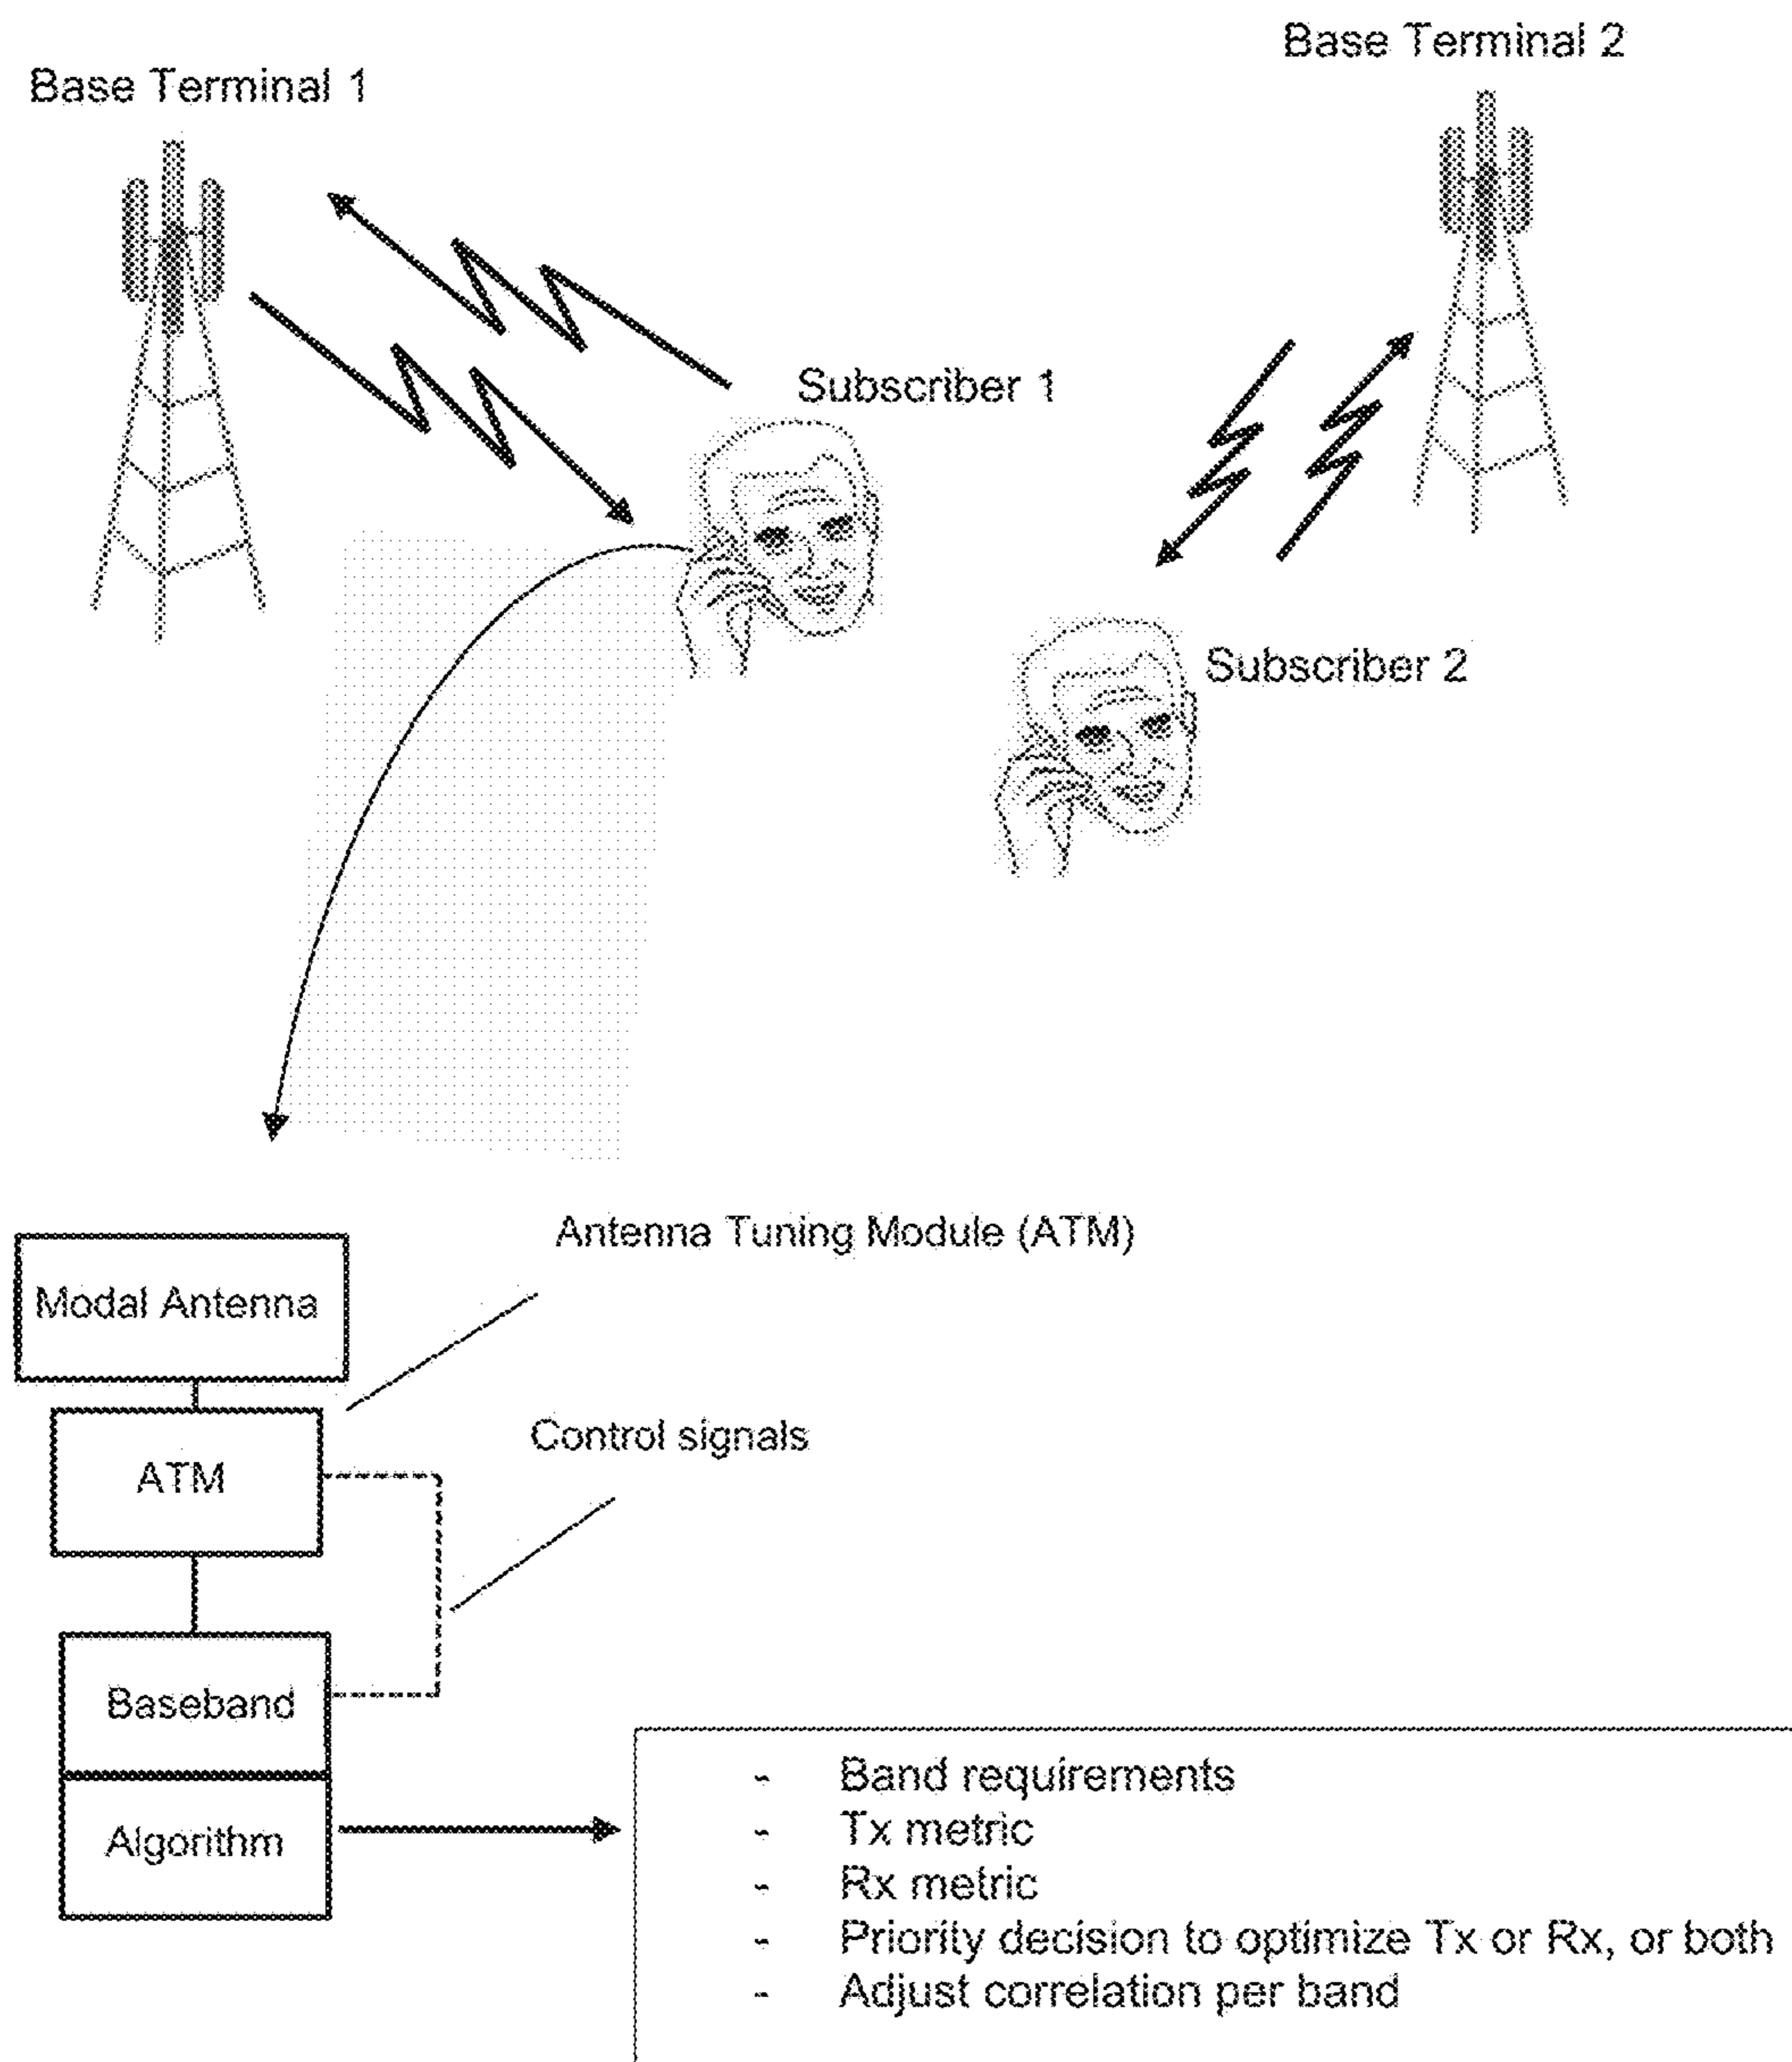 Base Terminal 1
Base Terminal 2
Subscriber 1
Subscriber 2
Antenna Tuning Module (ATM)
Modal Antenna
Control signals
ATM
Baseband
Algorithm
- Band requirements
- Tx metric
- Rx metric
- Priority decision to optimize Tx or Rx, or both
- Adjust correlation per band